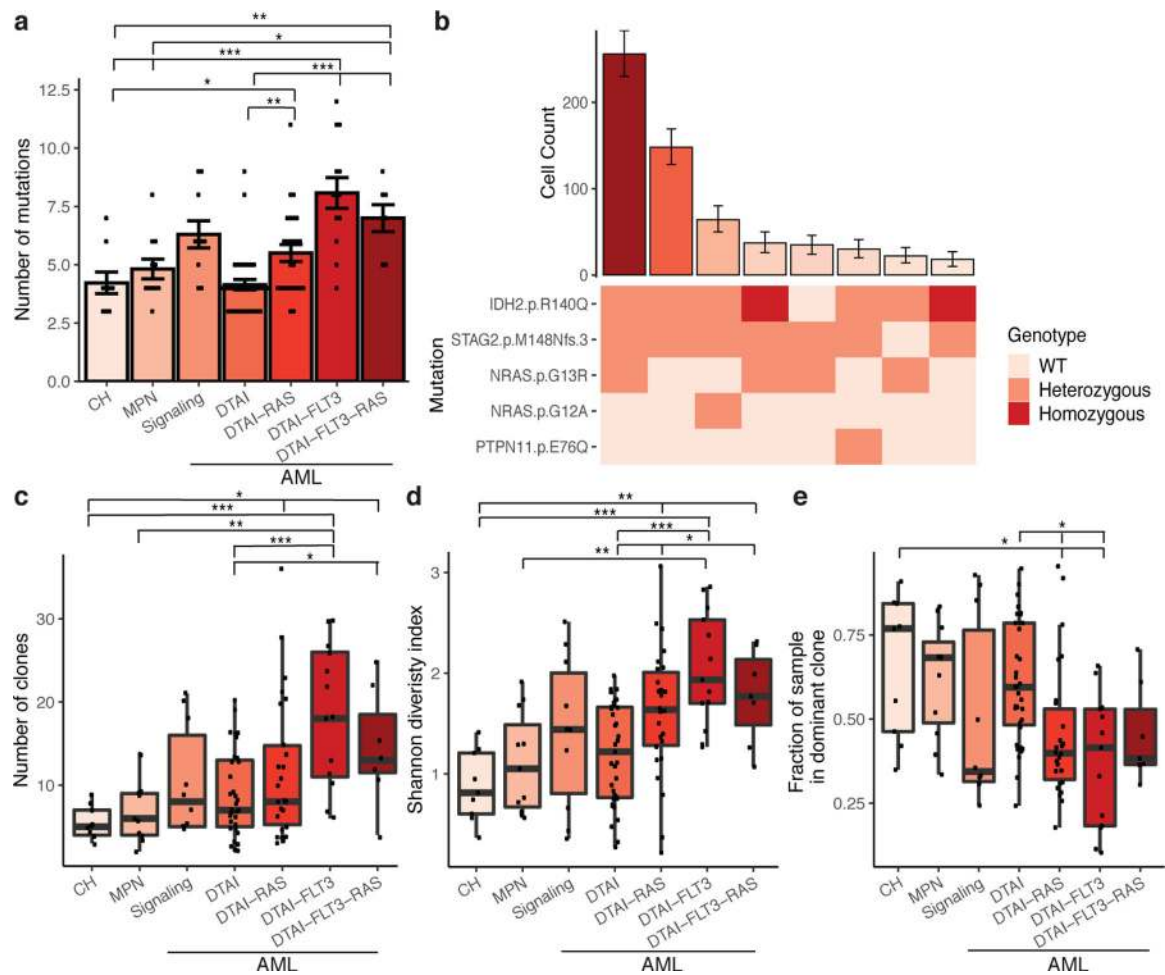 a
**
*
***
***
*
**
Number of mutations
12.5
10.0
7.5
5.0
2.5
0.0
CH
MPN
Signaling
DTAI
DTAI–RAS
DTAI–FLT3
DTAI–FLT3–RAS
AML
b
Cell Count
200
100
0
Mutation
IDH2.p.R140Q
STAG2.p.M148Nfs.3
NRAS.p.G13R
NRAS.p.G12A
PTPN11.p.E76Q
Genotype
WT
Heterozygous
Homozygous
c
*
***
**
***
*
Number of clones
30
20
10
CH
MPN
Signaling
DTAI
DTAI–RAS
DTAI–FLT3
DTAI–FLT3–RAS
AML
d
**
***
***
**
*
Shannon diveristy index
3
2
1
CH
MPN
Signaling
DTAI
DTAI–RAS
DTAI–FLT3
DTAI–FLT3–RAS
AML
e
*
*
Fraction of sample
in dominant clone
0.75
0.50
0.25
CH
MPN
Signaling
DTAI
DTAI–RAS
DTAI–FLT3
DTAI–FLT3–RAS
AML